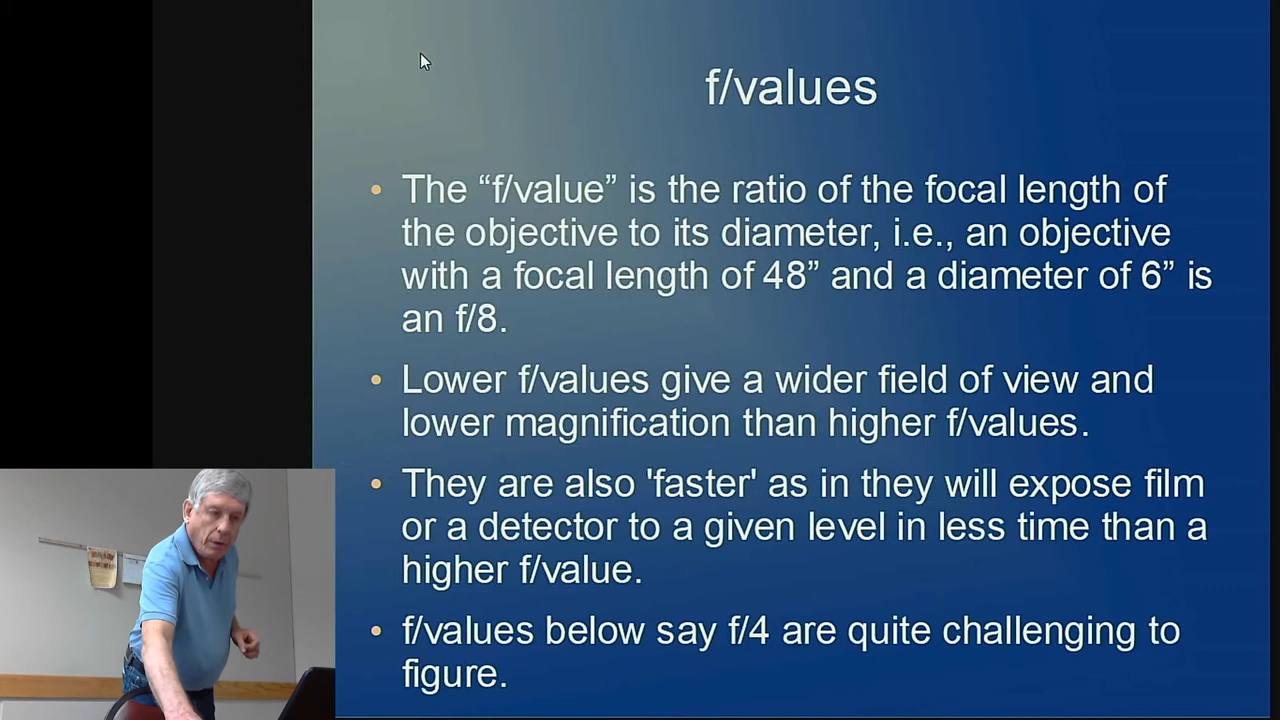 f/values
• The “f/value” is the ratio of the focal length of
the objective to its diameter, i.e., an objective
with a focal length of 48” and a diameter of 6” is
an f/8.
• Lower f/values give a wider field of view and
lower magnification than higher f/values.
• They are also 'faster' as in they will expose film
or a detector to a given level in less time than a
higher f/value.
• f/values below say f/4 are quite challenging to
figure.